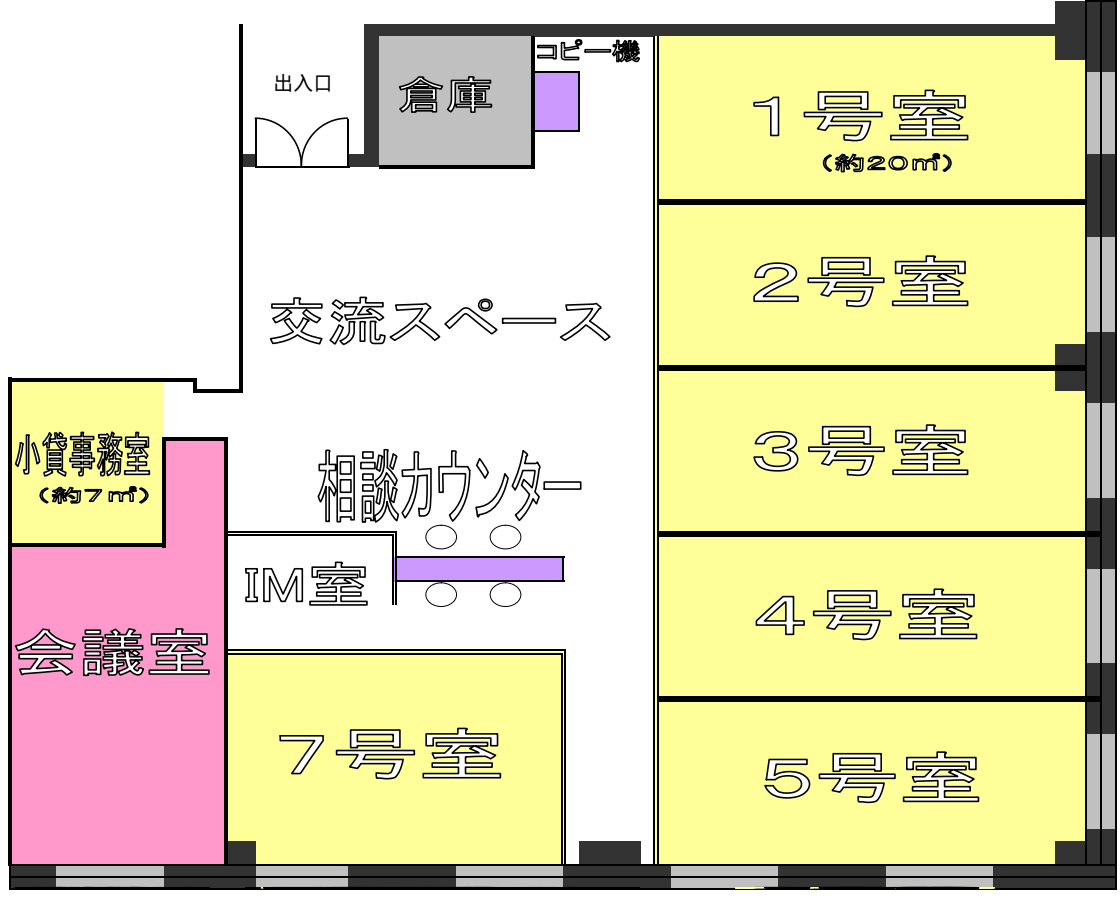 出入口
倉庫
コピー機
１号室
（約20㎡）
２号室
交流スペース
３号室
小貸事務室
（約７㎡）
相談カウンター
IM室
４号室
会議室
７号室
５号室